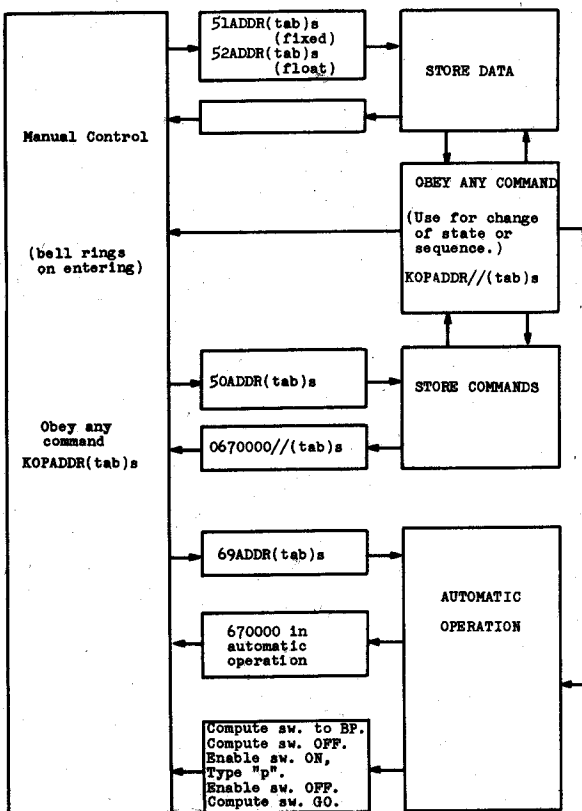 51ADDR(tab)s
(fixed)
52ADDR(tab)s
(float)
STORE DATA
Manual Control
OBEY ANY COMMAND
(Use for change
of state or
sequence.)
KOPADDR//(tab)s
(bell rings
on entering)
50ADDR(tab)s
STORE COMMANDS
Obey any
command
KOPADDR(tab)s
0670000//(tab)s
69ADDR(tab)s
AUTOMATIC
OPERATION
670000 in
automatic
operation
Compute sw. to BP.
Compute sw. OFF.
Enable sw. ON,
Type "p".
Enable sw. OFF.
Compute sw. GO.